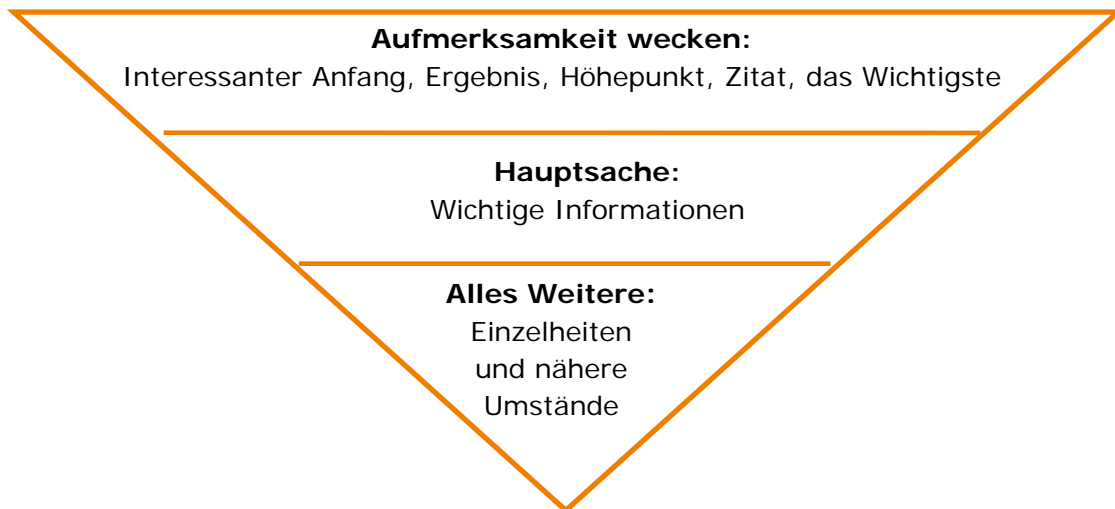 Aufmerksamkeit wecken:
Interessanter Anfang, Ergebnis, Höhepunkt, Zitat, das Wichtigste
Hauptsache:
Wichtige Informationen
Alles Weitere:
Einzelheiten
und nähere
Umstände